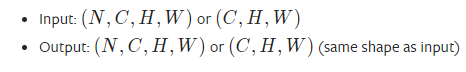 • Input: (N, C, H, W) or (C, H, W)
• Output: (N, C, H, W) or (C, H, W) (same shape as input)